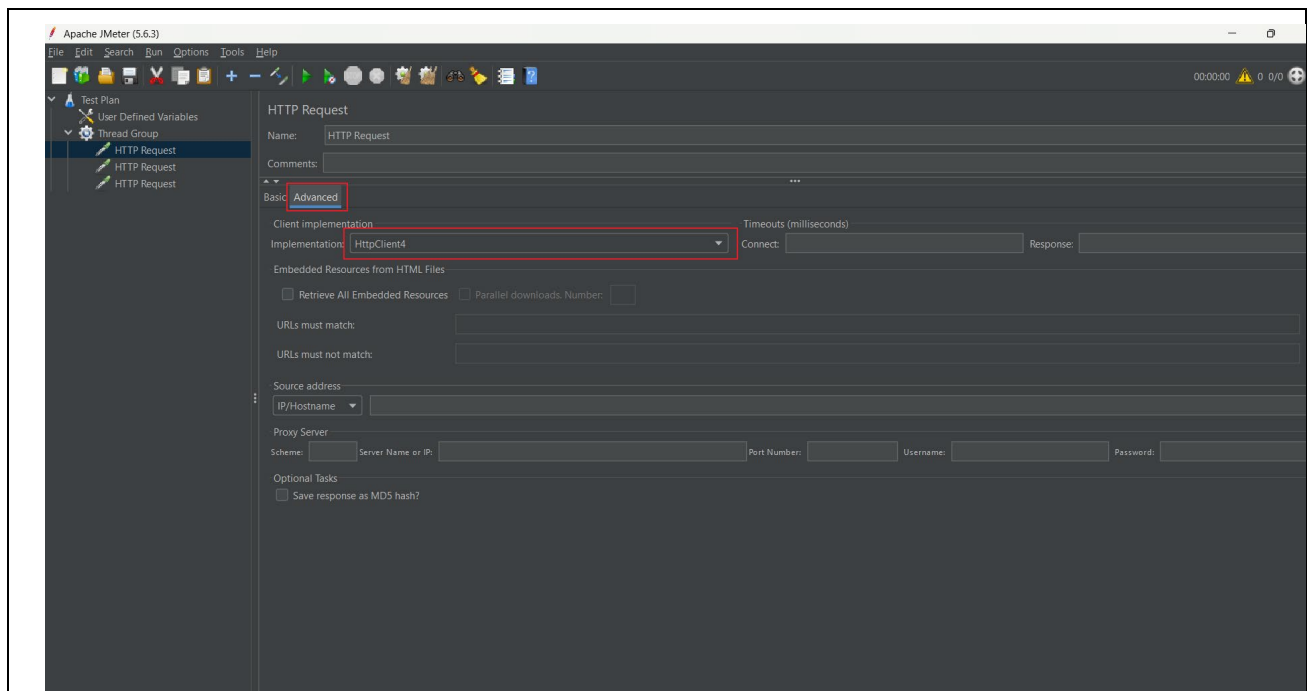 Apache JMeter (5.6.3)
File Edit Search Run Options Tools Help
00:00:00 0 0/0
Test Plan
User Defined Variables
Thread Group
HTTP Request
HTTP Request
HTTP Request
HTTP Request
Name: HTTP Request
Comments:
Basic Advanced
Client implementation Timeouts (milliseconds)
Implementation: HttpClient4 Connect: Response:
Embedded Resources from HTML Files
Retrieve All Embedded Resources Parallel downloads. Number:
URLs must match:
URLs must not match:
Source address
IP/Hostname
Proxy Server
Scheme: Server Name or IP: Port Number: Username: Password:
Optional Tasks
Save response as MD5 hash?